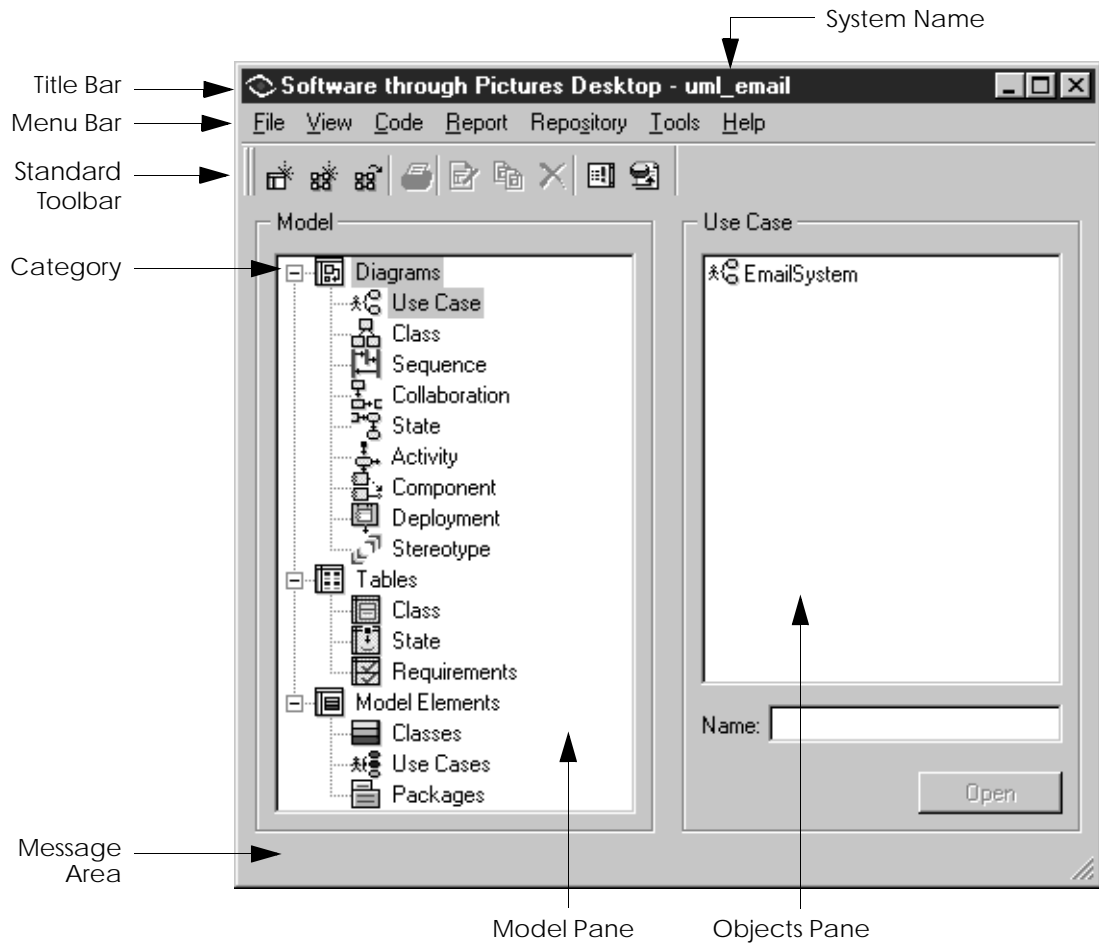 System Name
Title Bar
Software through Pictures Desktop - uml_email
Menu Bar
File View Code Report Repository Tools Help
Standard
Toolbar
Model
Use Case
Category
Diagrams
Use Case
Class
Sequence
Collaboration
State
Activity
Component
Deployment
Stereotype
Tables
Class
State
Requirements
Model Elements
Classes
Use Cases
Packages
EmailSystem
Name:
Open
Message
Area
Model Pane
Objects Pane